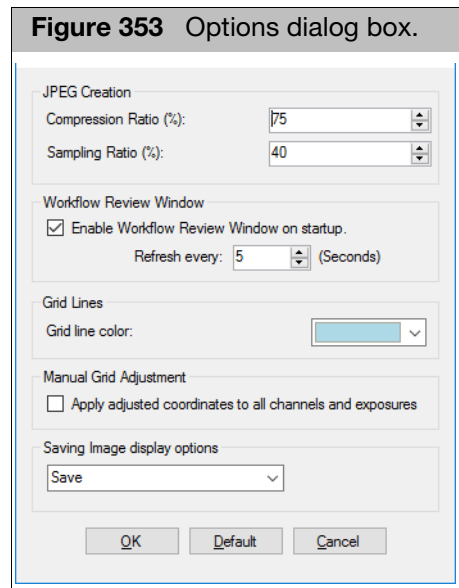 Figure 353 Options dialog box.
JPEG Creation
Compression Ratio (%): 75
Sampling Ratio (%): 40
Workflow Review Window
Enable Workflow Review Window on startup.
Refresh every: 5 (Seconds)
Grid Lines
Grid line color:
Manual Grid Adjustment
Apply adjusted coordinates to all channels and exposures
Saving Image display options
Save
OK Default Cancel